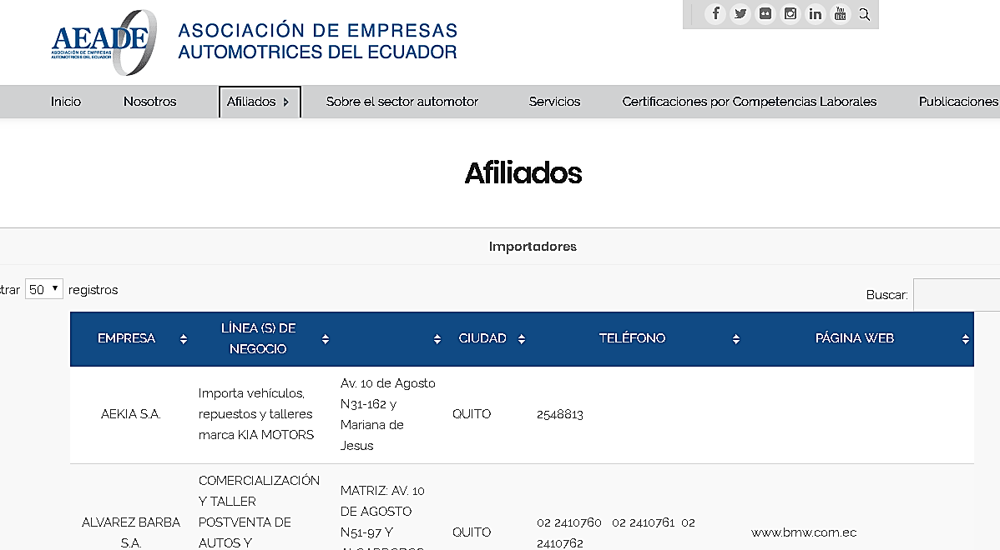 AEADE
ASOCIACIÓN DE EMPRESAS
AUTOMOTRICES DEL ECUADOR
ASOCIACIÓN DE EMPRESAS
AUTOMOTRICES DEL ECUADOR
You
Inicio Nosotros Afiliados Sobre el sector automotor Servicios Certificaciones por Competencias Laborales Publicaciones
Afiliados
Importadores
strar 50 registros
Buscar:
EMPRESA LÍNEA (S) DE NEGOCIO CIUDAD TELÉFONO PÁGINA WEB
AEKIA S.A.
Importa vehículos,
repuestos y talleres
marca KIA MOTORS
Av. 10 de Agosto
N31-162 y
Mariana de
Jesus
QUITO
2548813
ALVAREZ BARBA
S.A.
COMERCIALIZACIÓN
Y TALLER
POSTVENTA DE
AUTOS Y
MATRIZ: AV. 10
DE AGOSTO
N51-97 Y
QUITO
02 2410760 02 2410761 02
2410762
www.bmw.com.ec